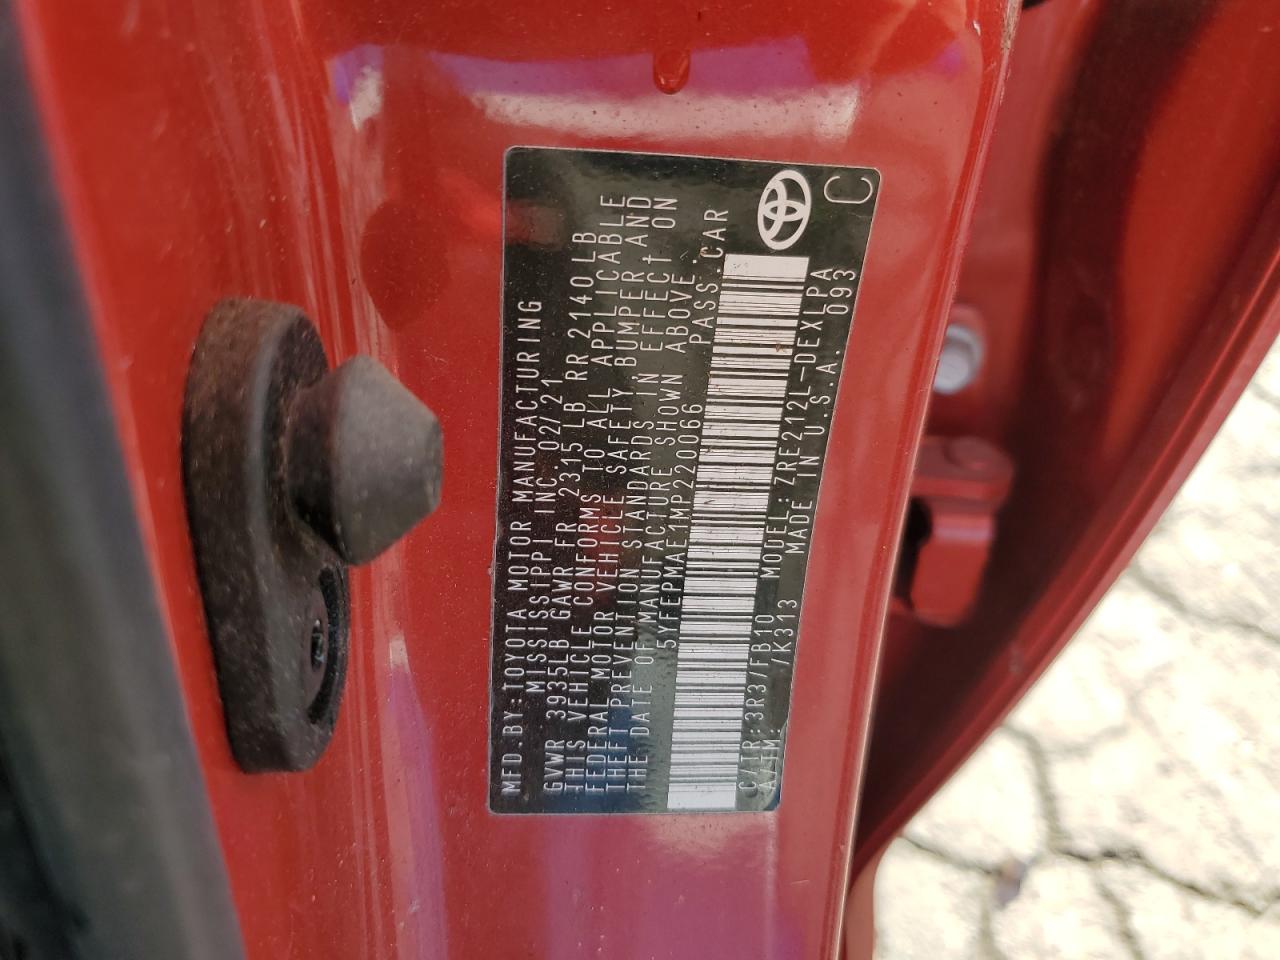 MFD.BY:TOYOTA MOTOR MANUFACTURING
MISSISSIPPI INC. 02/21
GVWR 3935LB GAWR FR 2315 LB RR 2140LB
THIS VEHICLE CONFORMS TO ALL APPLICABLE
FEDERAL MOTOR VEHICLE SAFETY, BUMPER AND
THEFT PREVENTION STANDARDS IN EFFECT ON
THE DATE OF MANUFACTURE SHOWN ABOVE.
5YFEPMAE1MP220066 PASS.CAR
C/TR:3R3/FB10 MODEL:ZRE212L-DEXLPA
A/TM: /K313 MADE IN U.S.A. 093
C